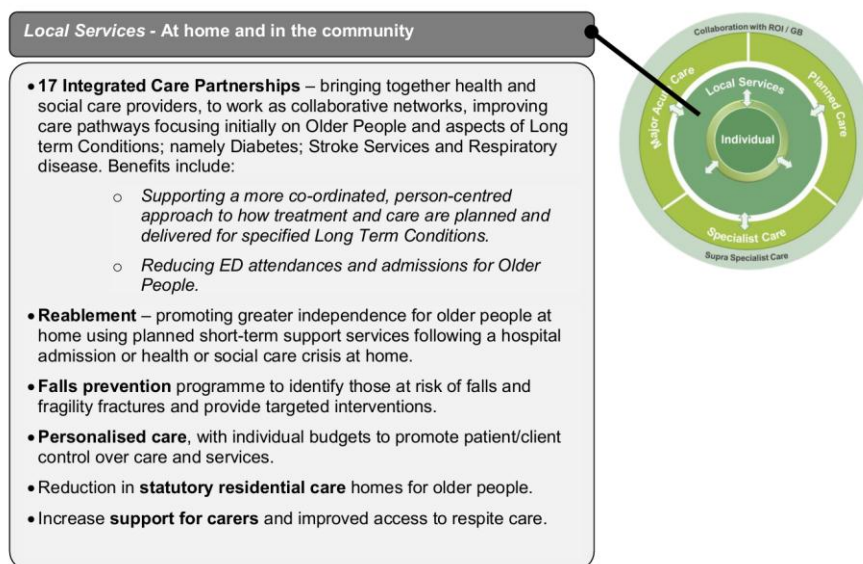 Local Services - At home and in the community
• 17 Integrated Care Partnerships – bringing together health and
social care providers, to work as collaborative networks, improving
care pathways focusing initially on Older People and aspects of Long
term Conditions; namely Diabetes; Stroke Services and Respiratory
disease. Benefits include:
o Supporting a more co-ordinated, person-centred
approach to how treatment and care are planned and
delivered for specified Long Term Conditions.
o Reducing ED attendances and admissions for Older
People.
• Reablement – promoting greater independence for older people at
home using planned short-term support services following a hospital
admission or health or social care crisis at home.
• Falls prevention programme to identify those at risk of falls and
fragility fractures and provide targeted interventions.
• Personalised care, with individual budgets to promote patient/client
control over care and services.
• Reduction in statutory residential care homes for older people.
• Increase support for carers and improved access to respite care.
Collaboration with ROI / GB
Major Acute Care
Planned Care
Local Services
Individual
Specialist Care
Supra Specialist Care